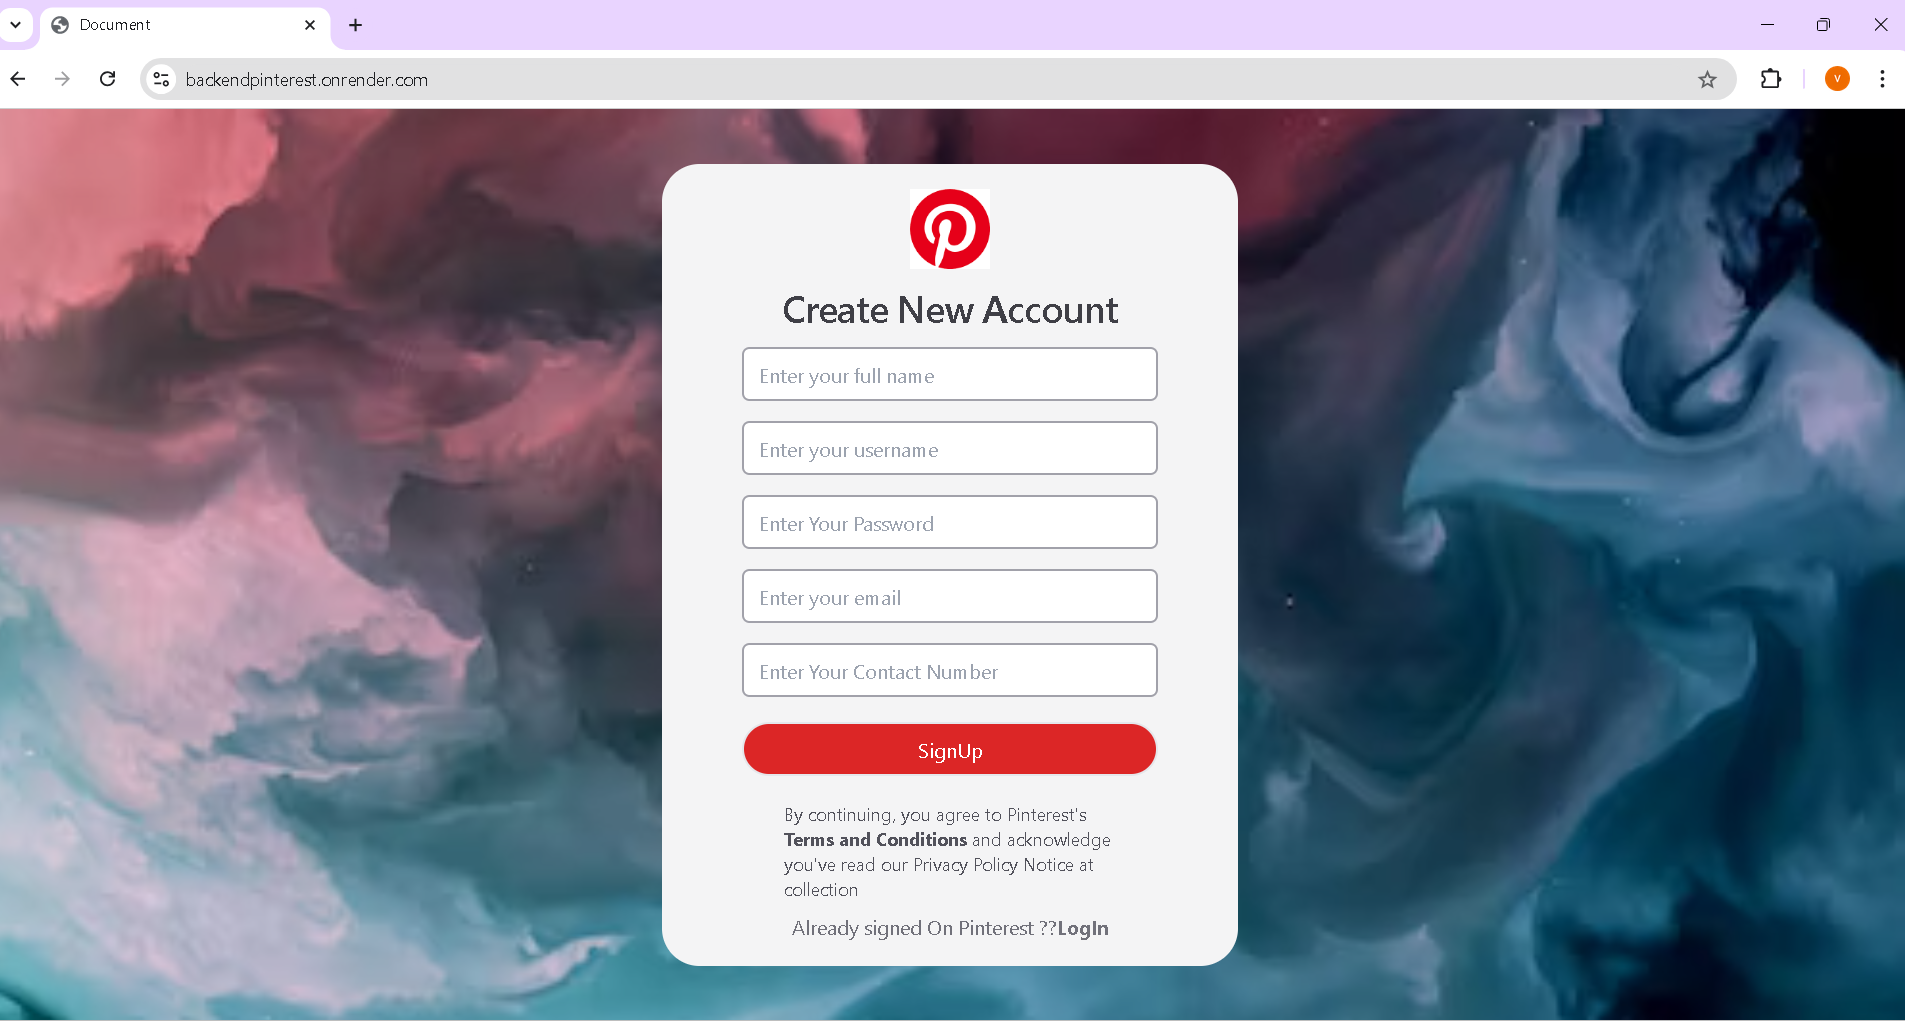 Document
backendpinterest.onrender.com
V
Create New Account
Enter your full name
Enter your username
Enter Your Password
Enter your email
Enter Your Contact Number
SignUp
By continuing, you agree to Pinterest's
Terms and Conditions and acknowledge
you've read our Privacy Policy Notice at
collection
Already signed On Pinterest ??LogIn